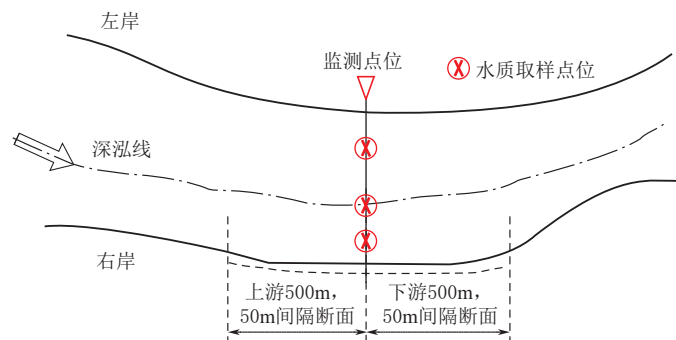 左岸
监测点位
水质取样点位
深泓线
右岸
上游500m，
50m间隔断面
下游500m，
50m间隔断面